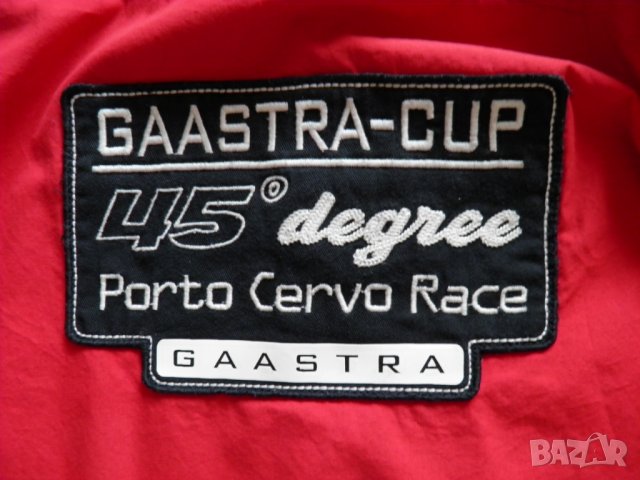 GAASTRA-CUP
45° degree
Porto Cervo Race
GAASTRA
BAZAR